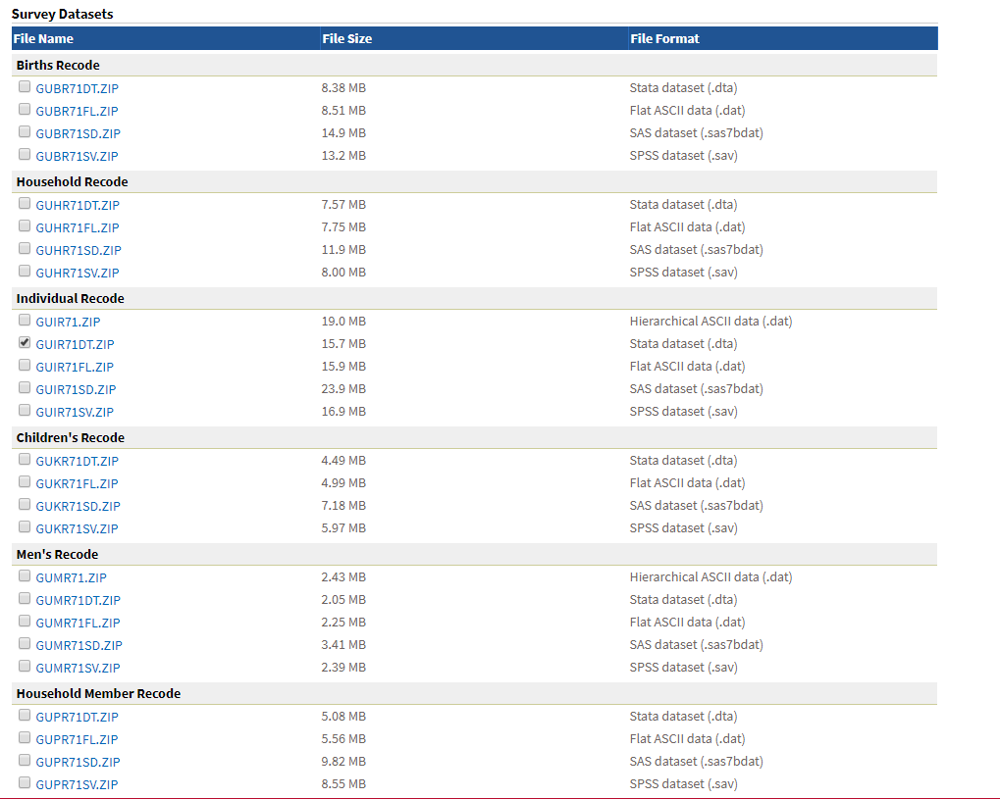 Survey Datasets
File Name File Size File Format
Births Recode
GUBR71DT.ZIP 8.38 MB Stata dataset (.dta)
GUBR71FL.ZIP 8.51 MB Flat ASCII data (.dat)
GUBR71SD.ZIP 14.9 MB SAS dataset (.sas7bdat)
GUBR71SV.ZIP 13.2 MB SPSS dataset (.sav)
Household Recode
GUHR71DT.ZIP 7.57 MB Stata dataset (.dta)
GUHR71FL.ZIP 7.75 MB Flat ASCII data (.dat)
GUHR71SD.ZIP 11.9 MB SAS dataset (.sas7bdat)
GUHR71SV.ZIP 8.00 MB SPSS dataset (.sav)
Individual Recode
GUIR71.ZIP 19.0 MB Hierarchical ASCII data (.dat)
GUIR71DT.ZIP 15.7 MB Stata dataset (.dta)
GUIR71FL.ZIP 15.9 MB Flat ASCII data (.dat)
GUIR71SD.ZIP 23.9 MB SAS dataset (.sas7bdat)
GUIR71SV.ZIP 16.9 MB SPSS dataset (.sav)
Children's Recode
GUKR71DT.ZIP 4.49 MB Stata dataset (.dta)
GUKR71FL.ZIP 4.99 MB Flat ASCII data (.dat)
GUKR71SD.ZIP 7.18 MB SAS dataset (.sas7bdat)
GUKR71SV.ZIP 5.97 MB SPSS dataset (.sav)
Men's Recode
GUMR71.ZIP 2.43 MB Hierarchical ASCII data (.dat)
GUMR71DT.ZIP 2.05 MB Stata dataset (.dta)
GUMR71FL.ZIP 2.25 MB Flat ASCII data (.dat)
GUMR71SD.ZIP 3.41 MB SAS dataset (.sas7bdat)
GUMR71SV.ZIP 2.39 MB SPSS dataset (.sav)
Household Member Recode
GUPR71DT.ZIP 5.08 MB Stata dataset (.dta)
GUPR71FL.ZIP 5.56 MB Flat ASCII data (.dat)
GUPR71SD.ZIP 9.82 MB SAS dataset (.sas7bdat)
GUPR71SV.ZIP 8.55 MB SPSS dataset (.sav)